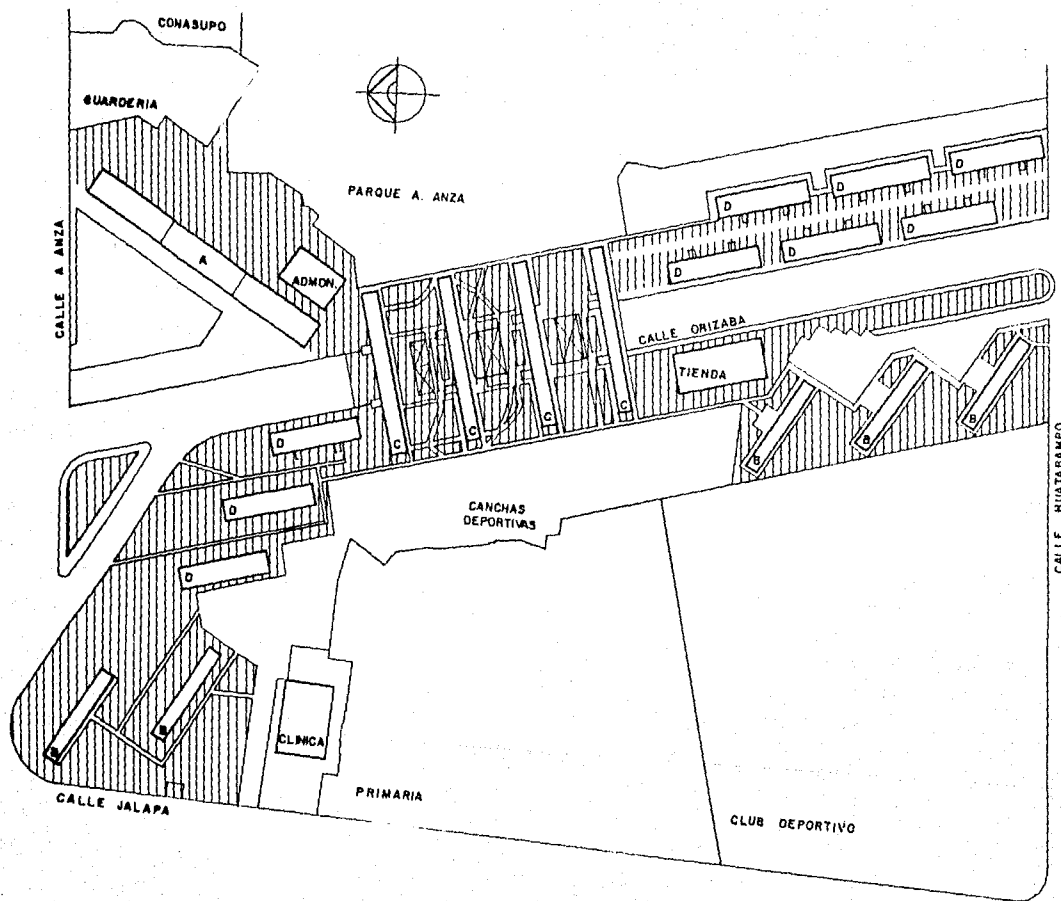 CONASUPO
GUARDERIA
PARQUE A. ANZA
CALLE A ANZA
A
ADMON.
D
D
D
D
D
D
CALLE ORIZABA
TIENDA
C
C
C
C
B
B
B
D
D
D
CANCHAS
DEPORTIVAS
CALLE HUATABAMPO
B
B
CLINICA
PRIMARIA
CALLE JALAPA
CLUB DEPORTIVO